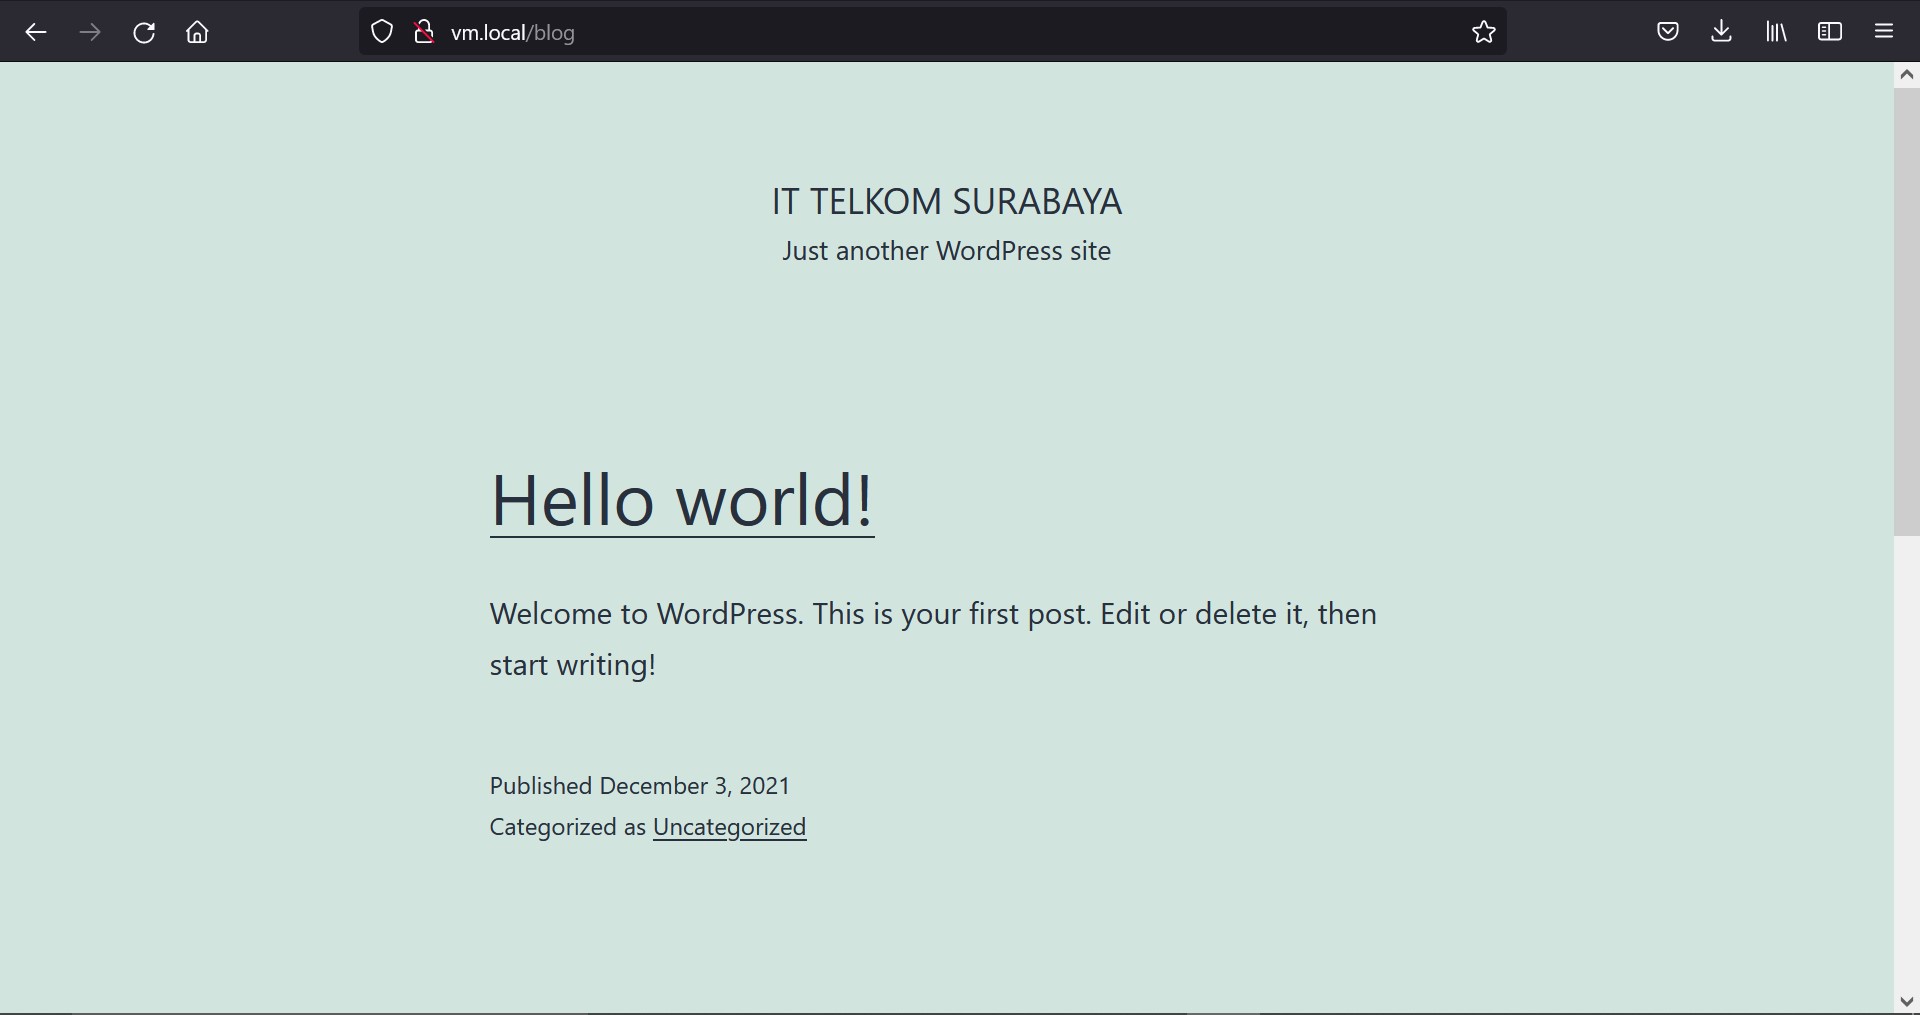 vm.local/blog
IT TELKOM SURABAYA
Just another WordPress site
Hello world!
Welcome to WordPress. This is your first post. Edit or delete it, then
start writing!
Published December 3, 2021
Categorized as Uncategorized